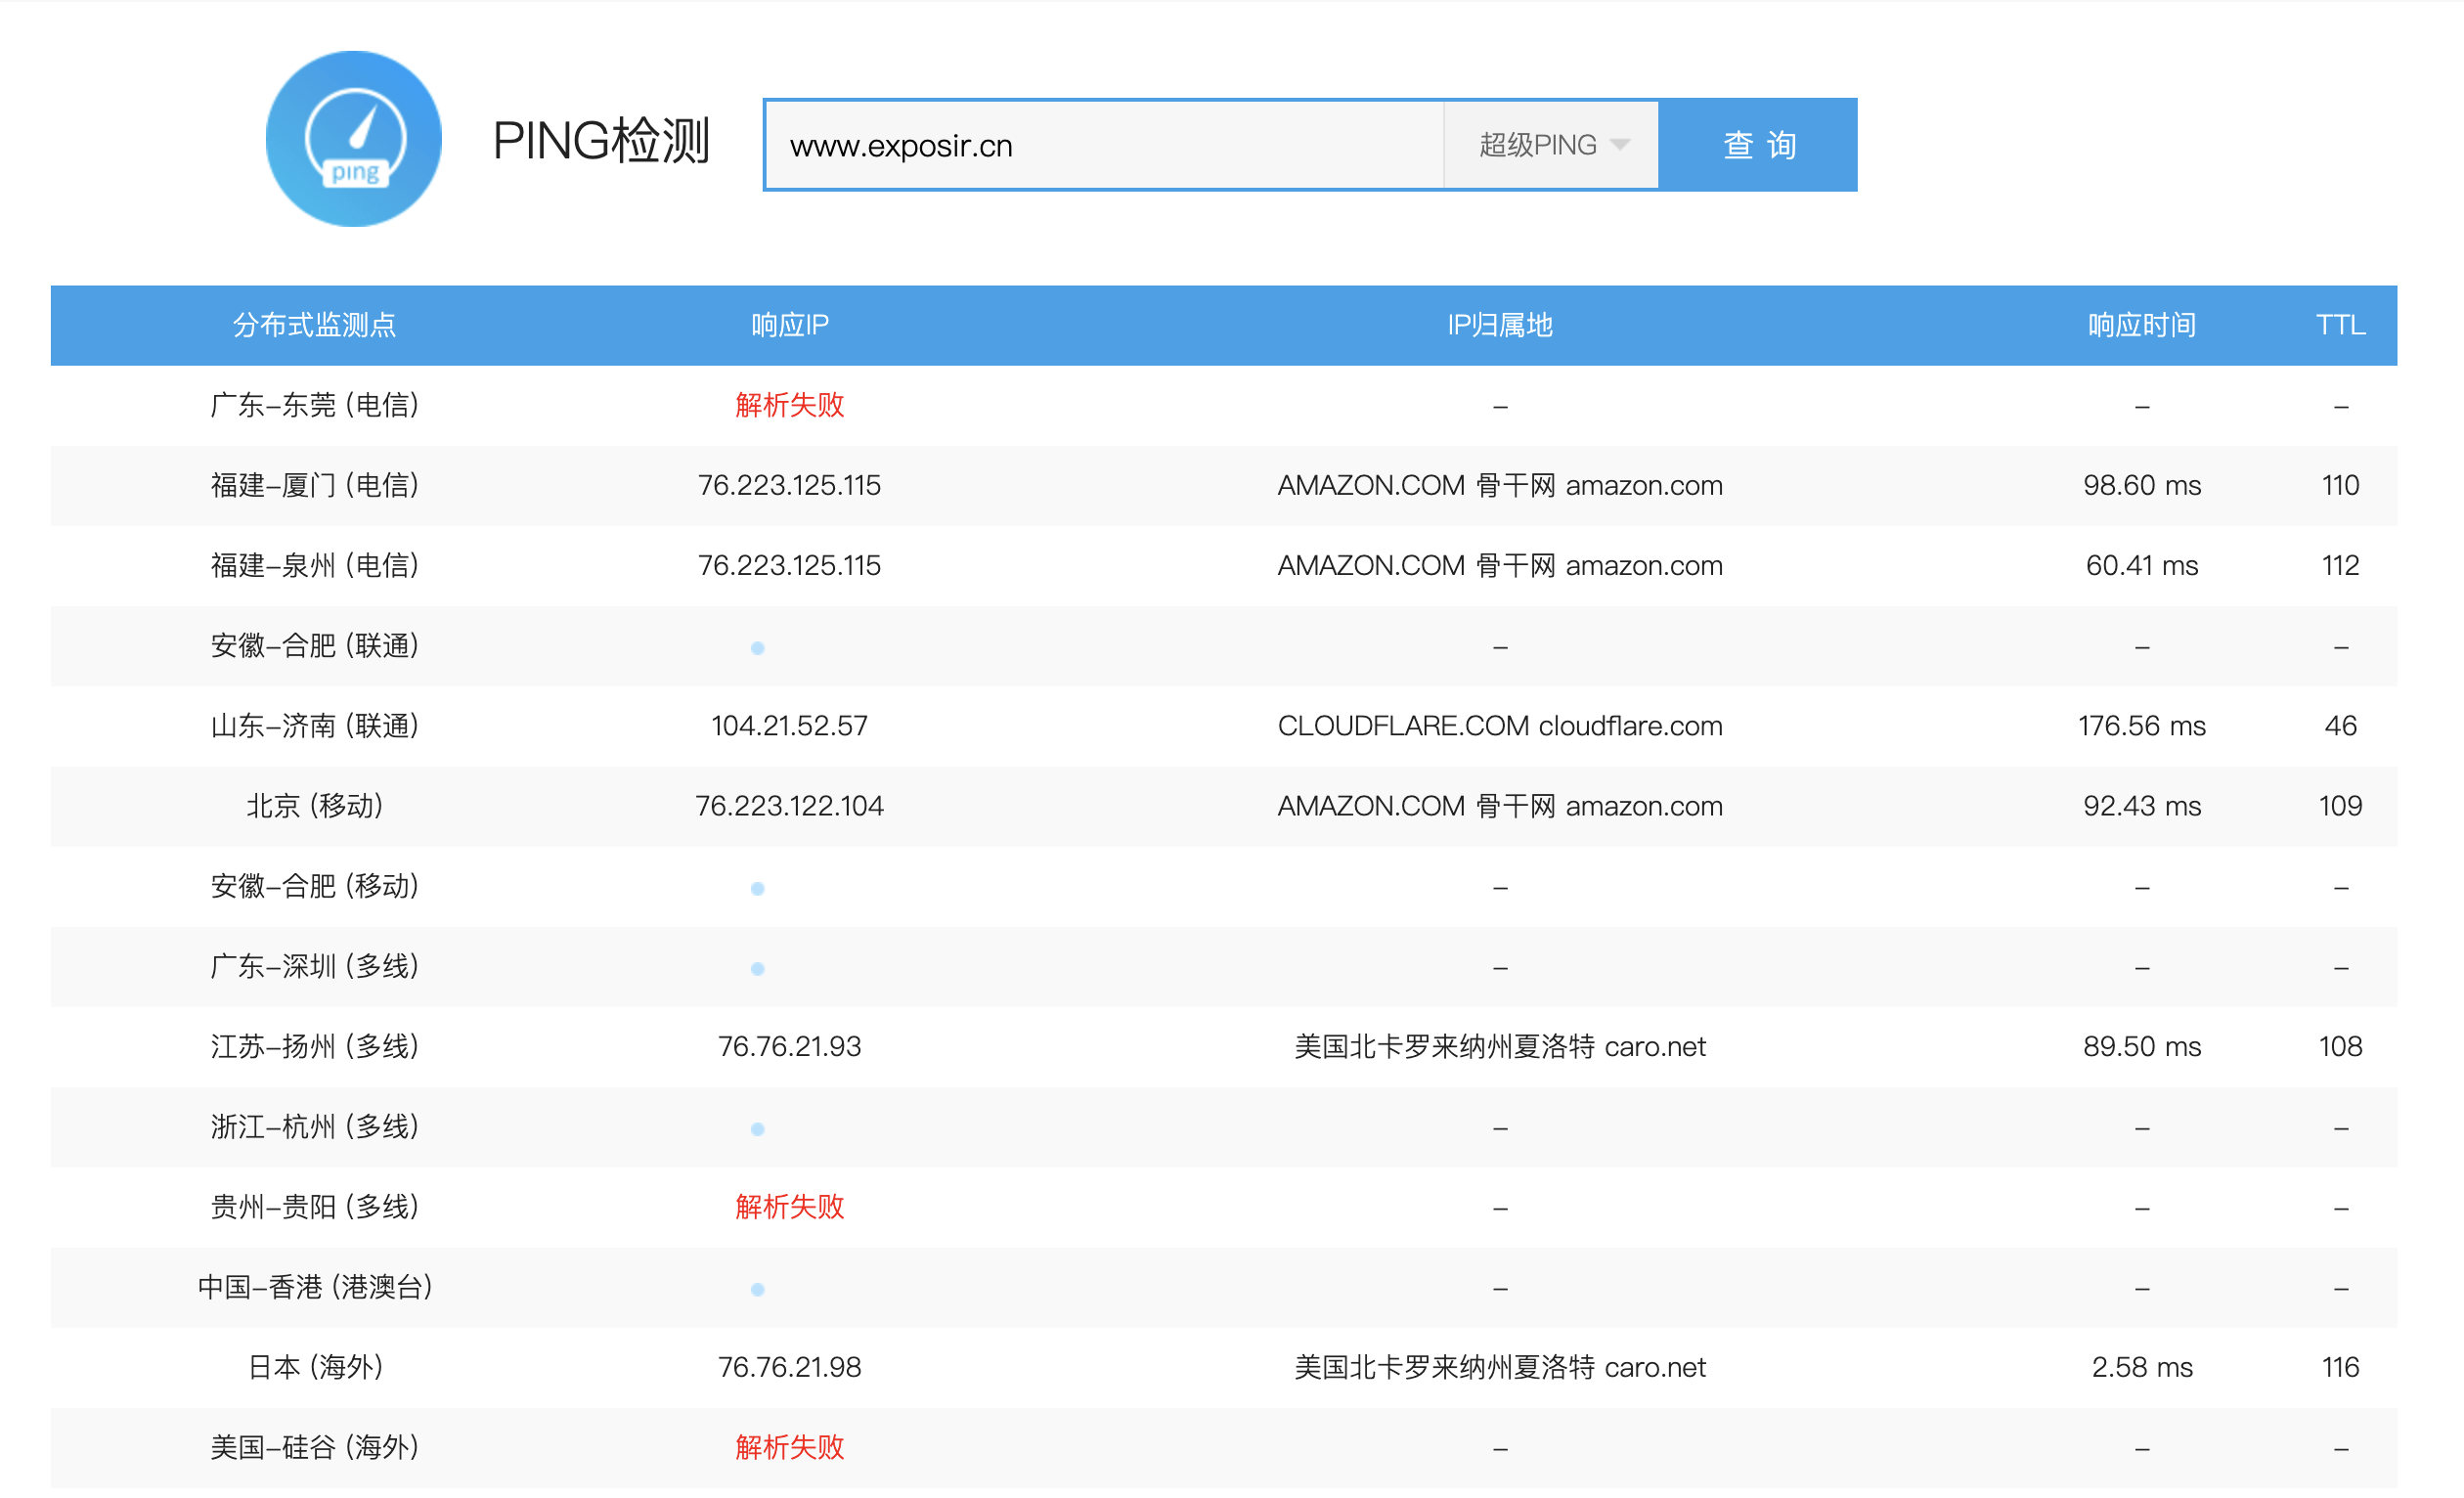 ping
PING检测
www.exposir.cn 超级PING 查 询
分布式监测点 响应IP IP归属地 响应时间 TTL
广东-东莞 (电信) 解析失败 - - -
福建-厦门 (电信) 76.223.125.115 AMAZON.COM 骨干网 amazon.com 98.60 ms 110
福建-泉州 (电信) 76.223.125.115 AMAZON.COM 骨干网 amazon.com 60.41 ms 112
安徽-合肥 (联通) - - -
山东-济南 (联通) 104.21.52.57 CLOUDFLARE.COM cloudflare.com 176.56 ms 46
北京 (移动) 76.223.122.104 AMAZON.COM 骨干网 amazon.com 92.43 ms 109
安徽-合肥 (移动) - - -
广东-深圳 (多线) - - -
江苏-扬州 (多线) 76.76.21.93 美国北卡罗来纳州夏洛特 caro.net 89.50 ms 108
浙江-杭州 (多线) - - -
贵州-贵阳 (多线) 解析失败 - - -
中国-香港 (港澳台) - - -
日本 (海外) 76.76.21.98 美国北卡罗来纳州夏洛特 caro.net 2.58 ms 116
美国-硅谷 (海外) 解析失败 - - -